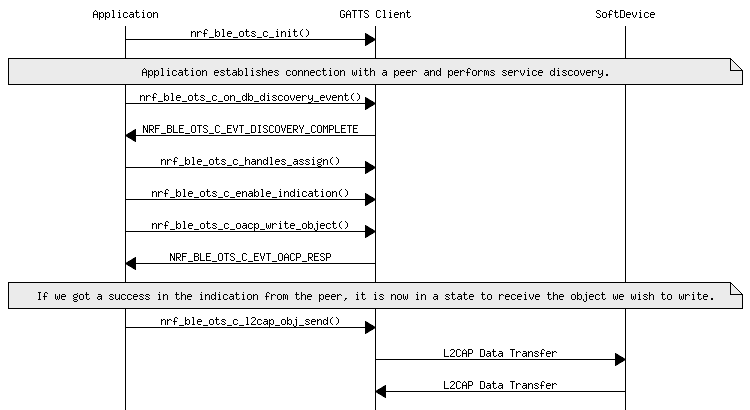 Application GATTS Client SoftDevice
nrf_ble_ots_c_init()
Application establishes connection with a peer and performs service discovery.
nrf_ble_ots_c_on_db_discovery_event()
NRF_BLE_OTS_C_EVT_DISCOVERY_COMPLETE
nrf_ble_ots_c_handles_assign()
nrf_ble_ots_c_enable_indication()
nrf_ble_ots_c_oacp_write_object()
NRF_BLE_OTS_C_EVT_OACP_RESP
If we got a success in the indication from the peer, it is now in a state to receive the object we wish to write.
nrf_ble_ots_c_l2cap_obj_send()
L2CAP Data Transfer
L2CAP Data Transfer